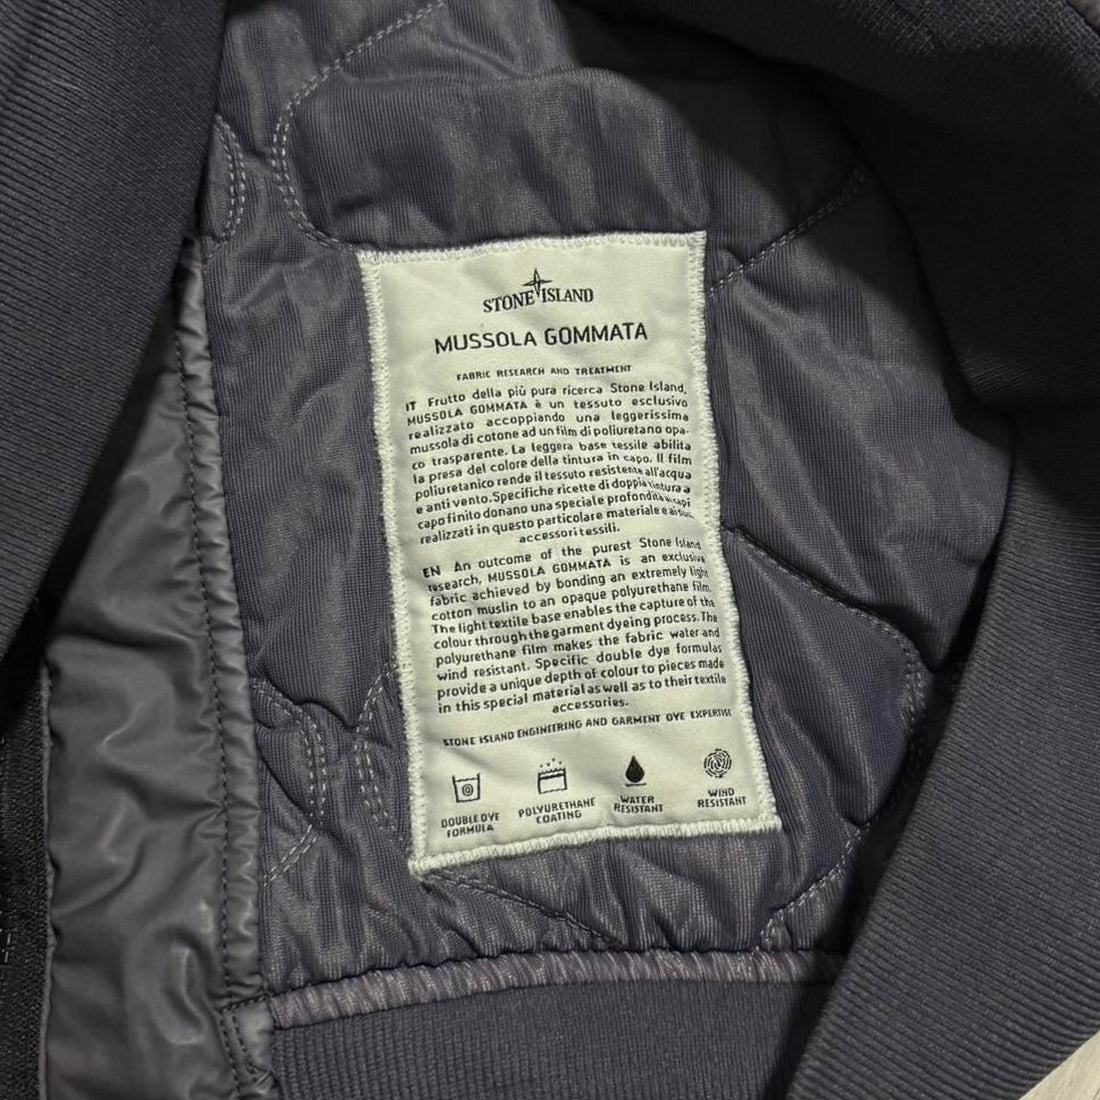 STONE ISLAND
MUSSOLA GOMMATA
FABRIC RESEARCH AND TREATMENT
IT Frutto della più pura ricerca Stone Island,
MUSSOLA GOMMATA è un tessuto esclusivo
realizzato accoppiando una leggerissima
mussola di cotone ad un film di poliuretano opa-
co trasparente. La leggera base tessile abilita
la presa del colore della tintura in capo. Il film
poliuretanico rende il tessuto resistente all'acqua
e anti vento. Specifiche ricette di doppia tintura a
capo finito donano una speciale profondità ai capi
realizzati in questo particolare materiale e ai suoi
accessori tessili.
EN An outcome of the purest Stone Island
research, MUSSOLA GOMMATA is an exclusive
fabric achieved by bonding an extremely light
cotton muslin to an opaque polyurethane film.
The light textile base enables the capture of the
colour through the garment dyeing process. The
polyurethane film makes the fabric water and
wind resistant. Specific double dye formulas
provide a unique depth of colour to pieces made
in this special material as well as to their textile
accessories.
STONE ISLAND ENGINEERING AND GARMENT DYE EXPERTISE
DOUBLE DYE
FORMULA
POLYURETHANE
COATING
WATER
RESISTANT
WIND
RESISTANT